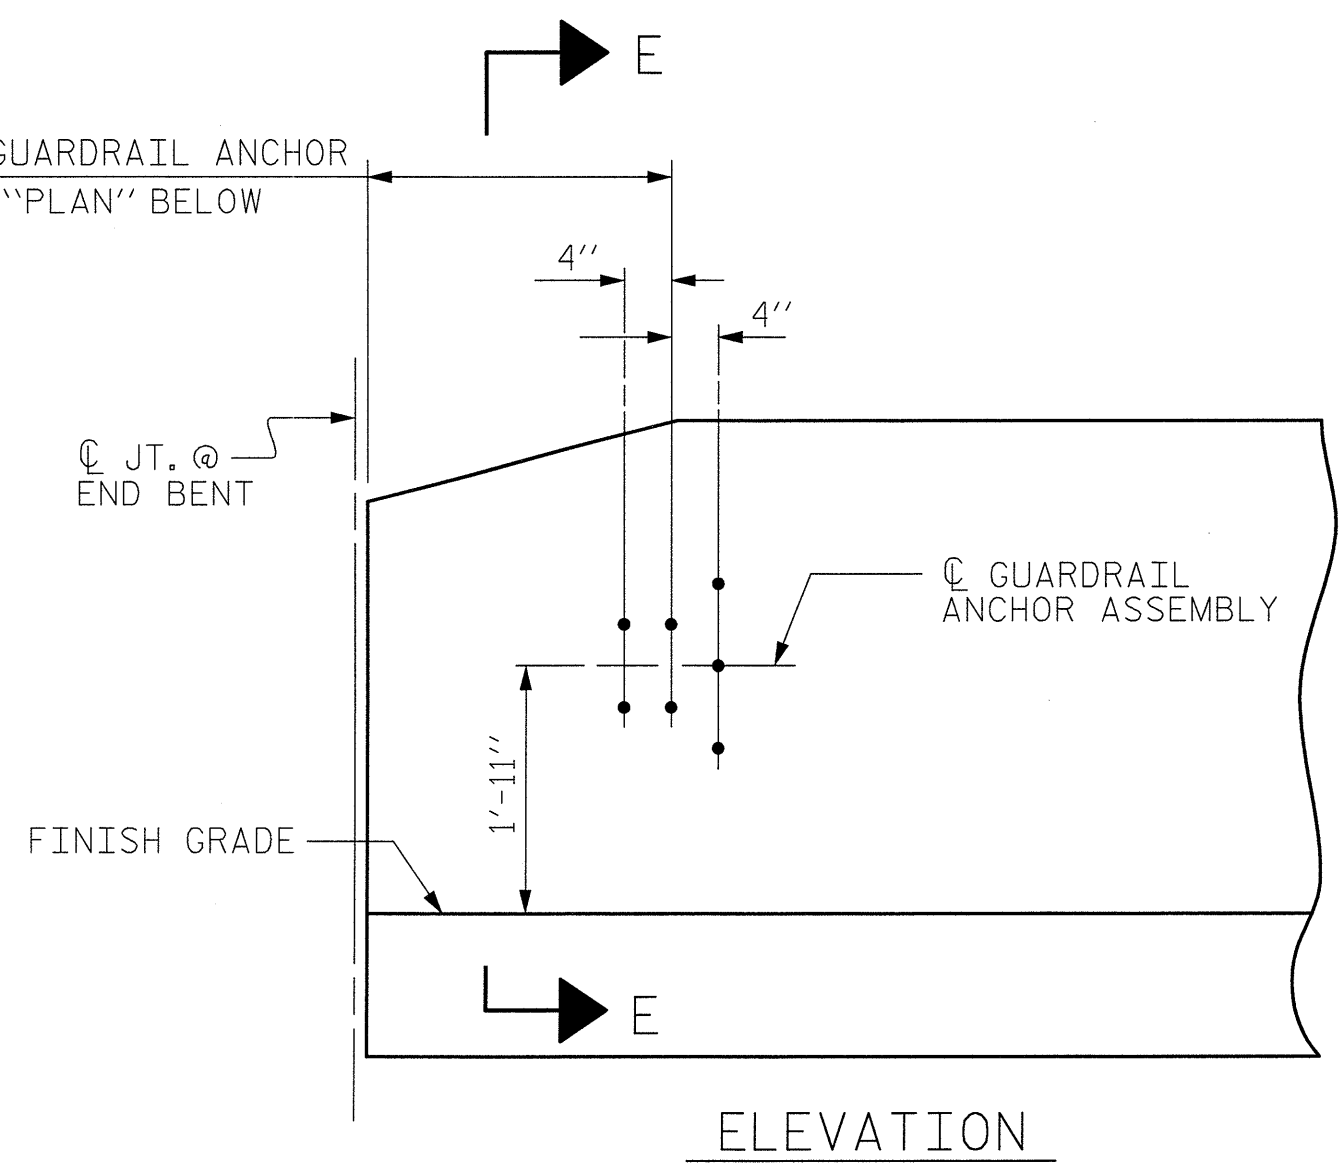 E
GUARDRAIL ANCHOR
"PLAN" BELOW
4"
4"
℄ JT. @
END BENT
℄ GUARDRAIL
ANCHOR ASSEMBLY
1'-11"
FINISH GRADE
E
ELEVATION